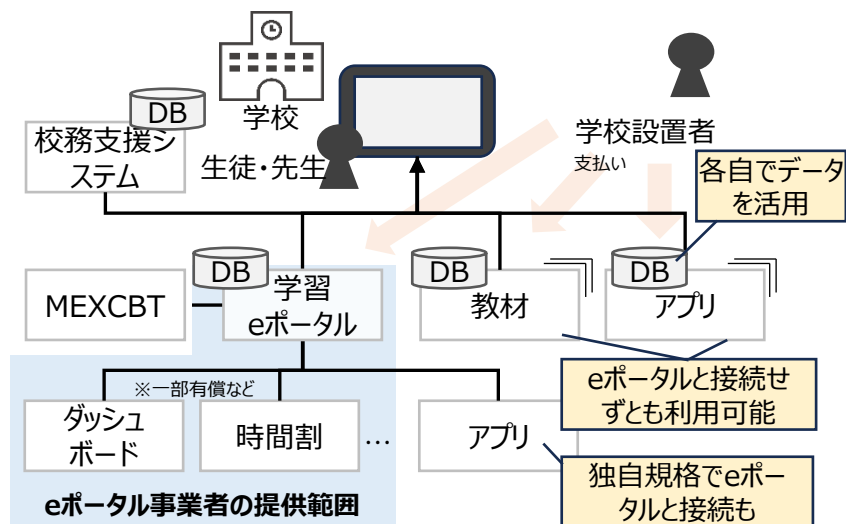 DB
学校
校務支援シ
ステム
生徒・先生
学校設置者
支払い
各自でデータ
を活用
DB
DB
DB
MEXCBT
学習
eポータル
教材
アプリ
※一部有償など
eポータルと接続せ
ずとも利用可能
ダッシュ
ボード
時間割
…
アプリ
独自規格でeポー
タルと接続も
eポータル事業者の提供範囲